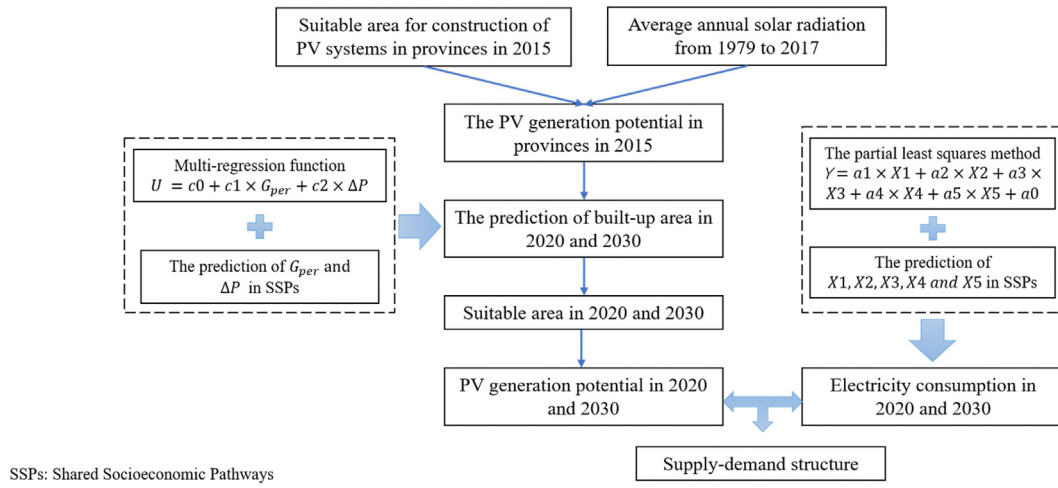 Suitable area for construction of
PV systems in provinces in 2015
Average annual solar radiation
from 1979 to 2017
The PV generation potential in
provinces in 2015
Multi-regression function
U = c0 + c1 × G_per + c2 × ΔP
The prediction of G_per and
ΔP in SSPs
The prediction of built-up area in
2020 and 2030
The partial least squares method
Y = a1 × X1 + a2 × X2 + a3 ×
X3 + a4 × X4 + a5 × X5 + a0
The prediction of
X1, X2, X3, X4 and X5 in SSPs
Suitable area in 2020 and 2030
PV generation potential in 2020
and 2030
Electricity consumption in
2020 and 2030
Supply-demand structure
SSPs: Shared Socioeconomic Pathways